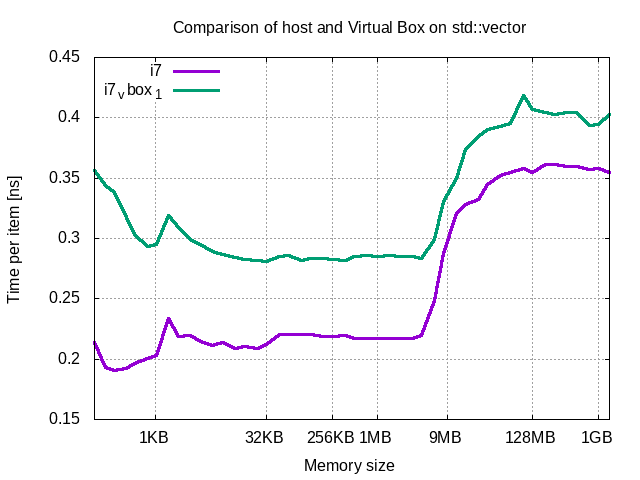 Comparison of host and Virtual Box on std::vector
0.45
0.4
0.35
0.3
0.25
0.2
0.15
Time per item [ns]
i7
i7vbox1
1KB 32KB 256KB 1MB 9MB 128MB 1GB
Memory size